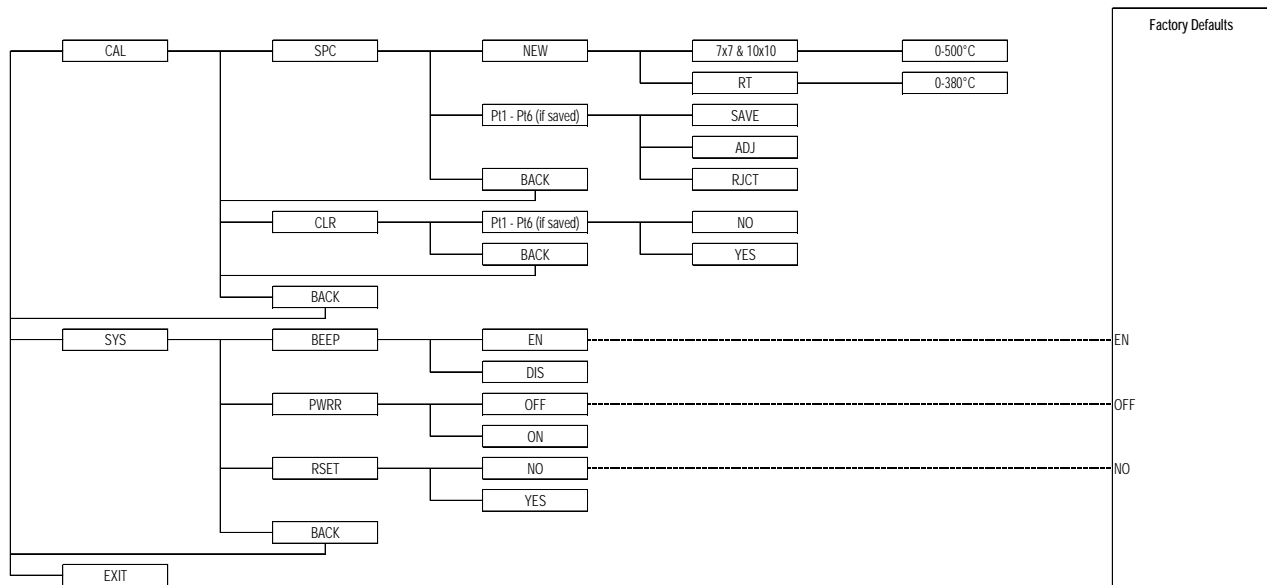 Factory Defaults
CAL SPC NEW 7x7 & 10x10 0-500°C
RT 0-380°C
Pt1 - Pt6 (if saved) SAVE
ADJ
BACK RJCT
CLR Pt1 - Pt6 (if saved) NO
BACK YES
BACK
SYS BEEP EN EN
DIS
PWRR OFF OFF
ON
RSET NO NO
YES
BACK
EXIT